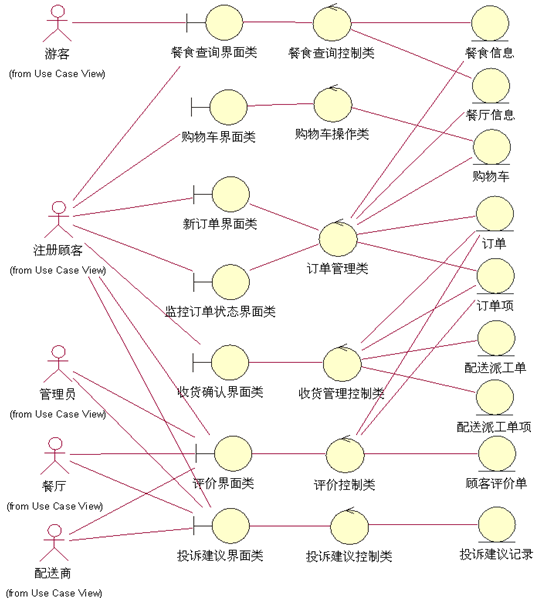 游客
(from Use Case View)
餐食查询界面类
餐食查询控制类
餐食信息
餐厅信息
购物车界面类
购物车操作类
购物车
注册顾客
(from Use Case View)
新订单界面类
订单管理类
订单
监控订单状态界面类
订单项
收货确认界面类
收货管理控制类
配送派工单
配送派工单项
管理员
(from Use Case View)
餐厅
(from Use Case View)
评价界面类
评价控制类
顾客评价单
配送商
(from Use Case View)
投诉建议界面类
投诉建议控制类
投诉建议记录